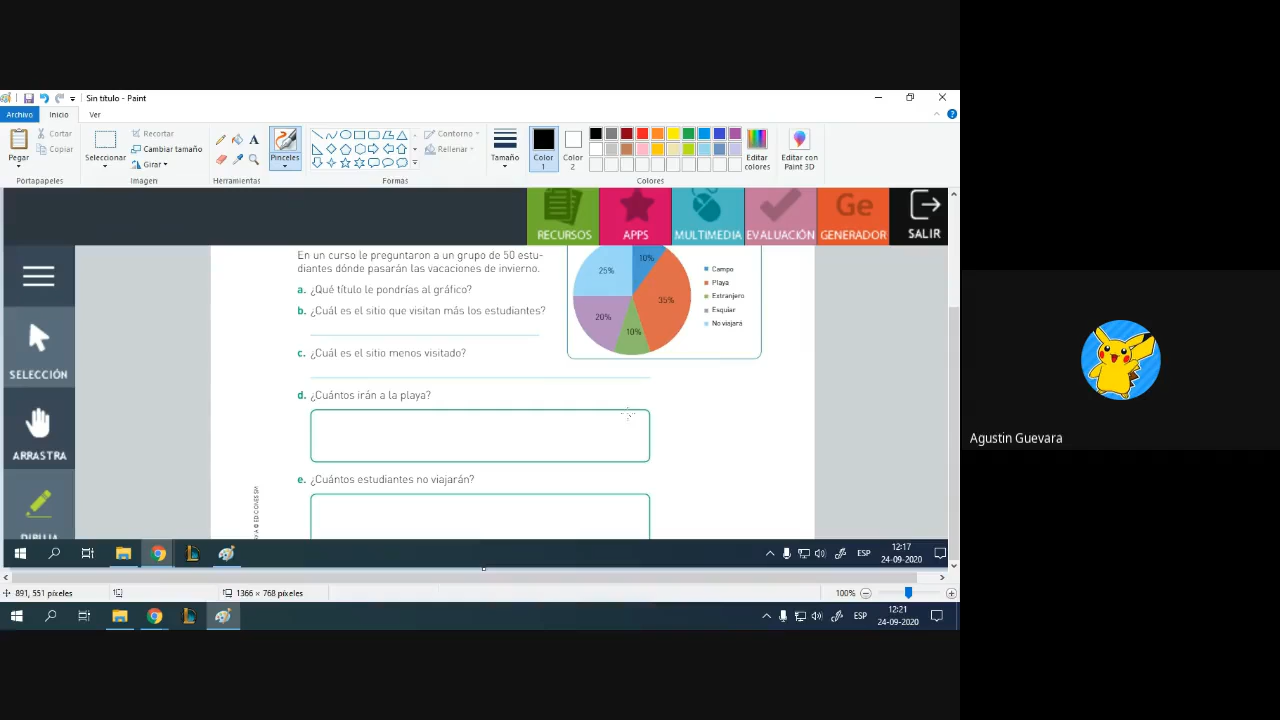 Sin título - Paint
Archivo
Inicio
Ver
Pegar
Cortar
Copiar
Portapapeles
Seleccionar
Recortar
Cambiar tamaño
Girar
Imagen
Herramientas
Pinceles
Contorno
Rellenar
Formas
Tamaño
Color
1
Color
2
Colores
Editar
colores
Editar con
Paint 3D
RECURSOS
APPS
MULTIMEDIA
EVALUACIÓN
Ge
GENERADOR
SALIR
SELECCIÓN
ARRASTRA
En un curso le preguntaron a un grupo de 50 estu-
diantes dónde pasarán las vacaciones de invierno.
a. ¿Qué título le pondrías al gráfico?
b. ¿Cuál es el sitio que visitan más los estudiantes?
c. ¿Cuál es el sitio menos visitado?
d. ¿Cuántos irán a la playa?
e. ¿Cuántos estudiantes no viajarán?
10%
25%
35%
20%
10%
Campo
Playa
Extranjero
Esquiar
No viajará
ESP
12:17
24-09-2020
891, 551 píxeles
1366 × 768 píxeles
100%
ESP
12:21
24-09-2020
Agustin Guevara